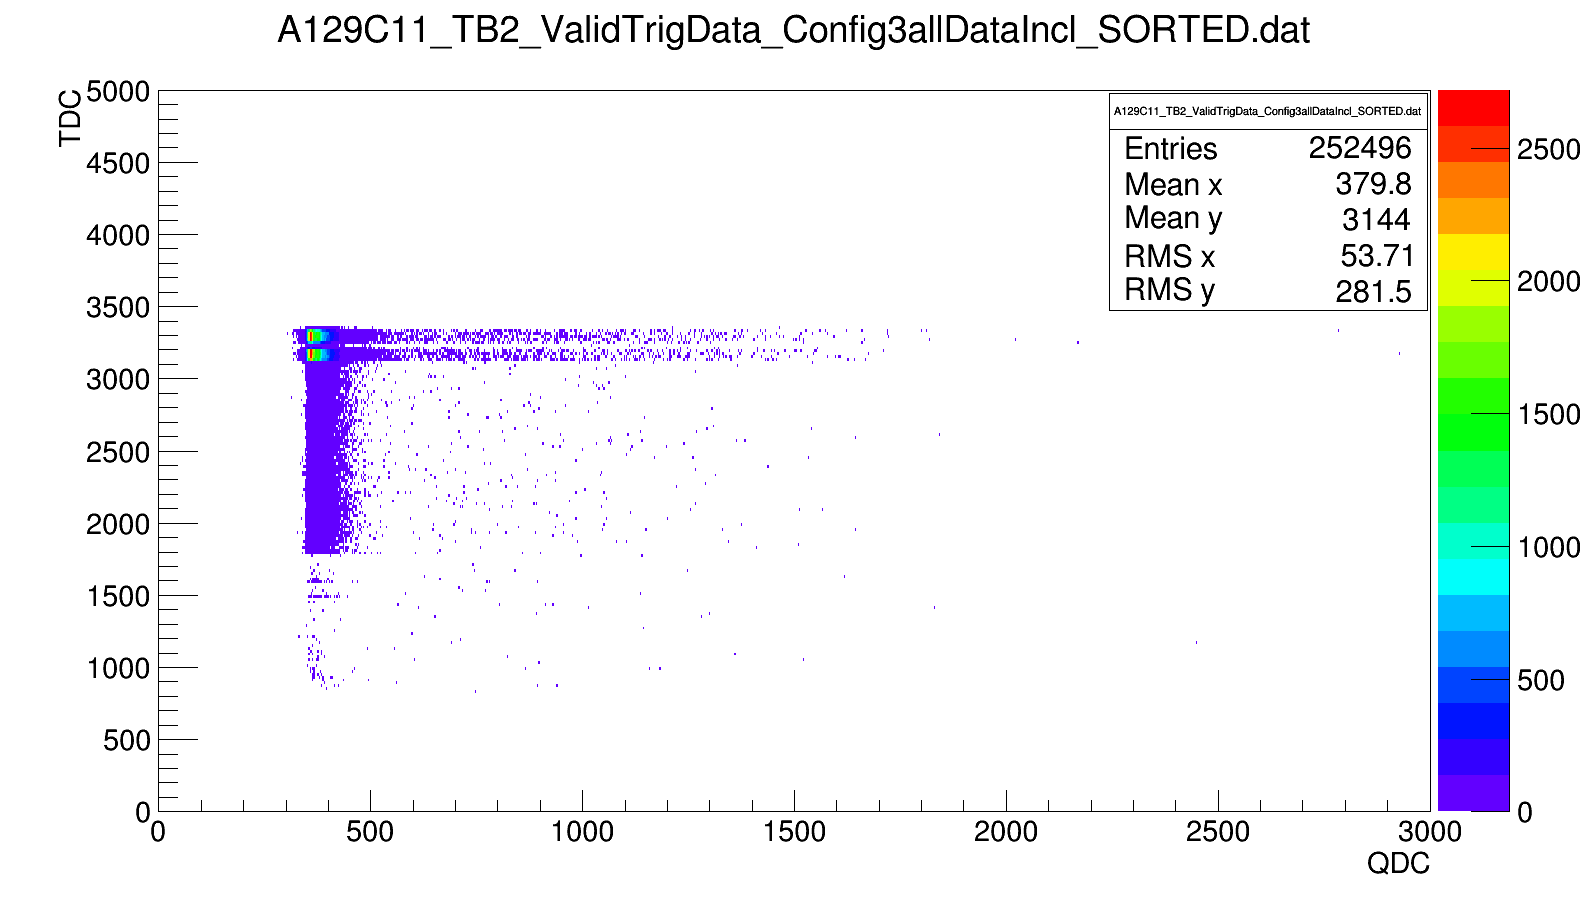 A129C11_TB2_ValidTrigData_Config3allDataIncl_SORTED.dat
TDC
5000
4500
4000
3500
3000
2500
2000
1500
1000
500
0
A129C11_TB2_ValidTrigData_Config3allDataIncl_SORTED.dat
Entries 252496
Mean x 379.8
Mean y 3144
RMS x 53.71
RMS y 281.5
2500
2000
1500
1000
500
0
0 500 1000 1500 2000 2500 3000
QDC